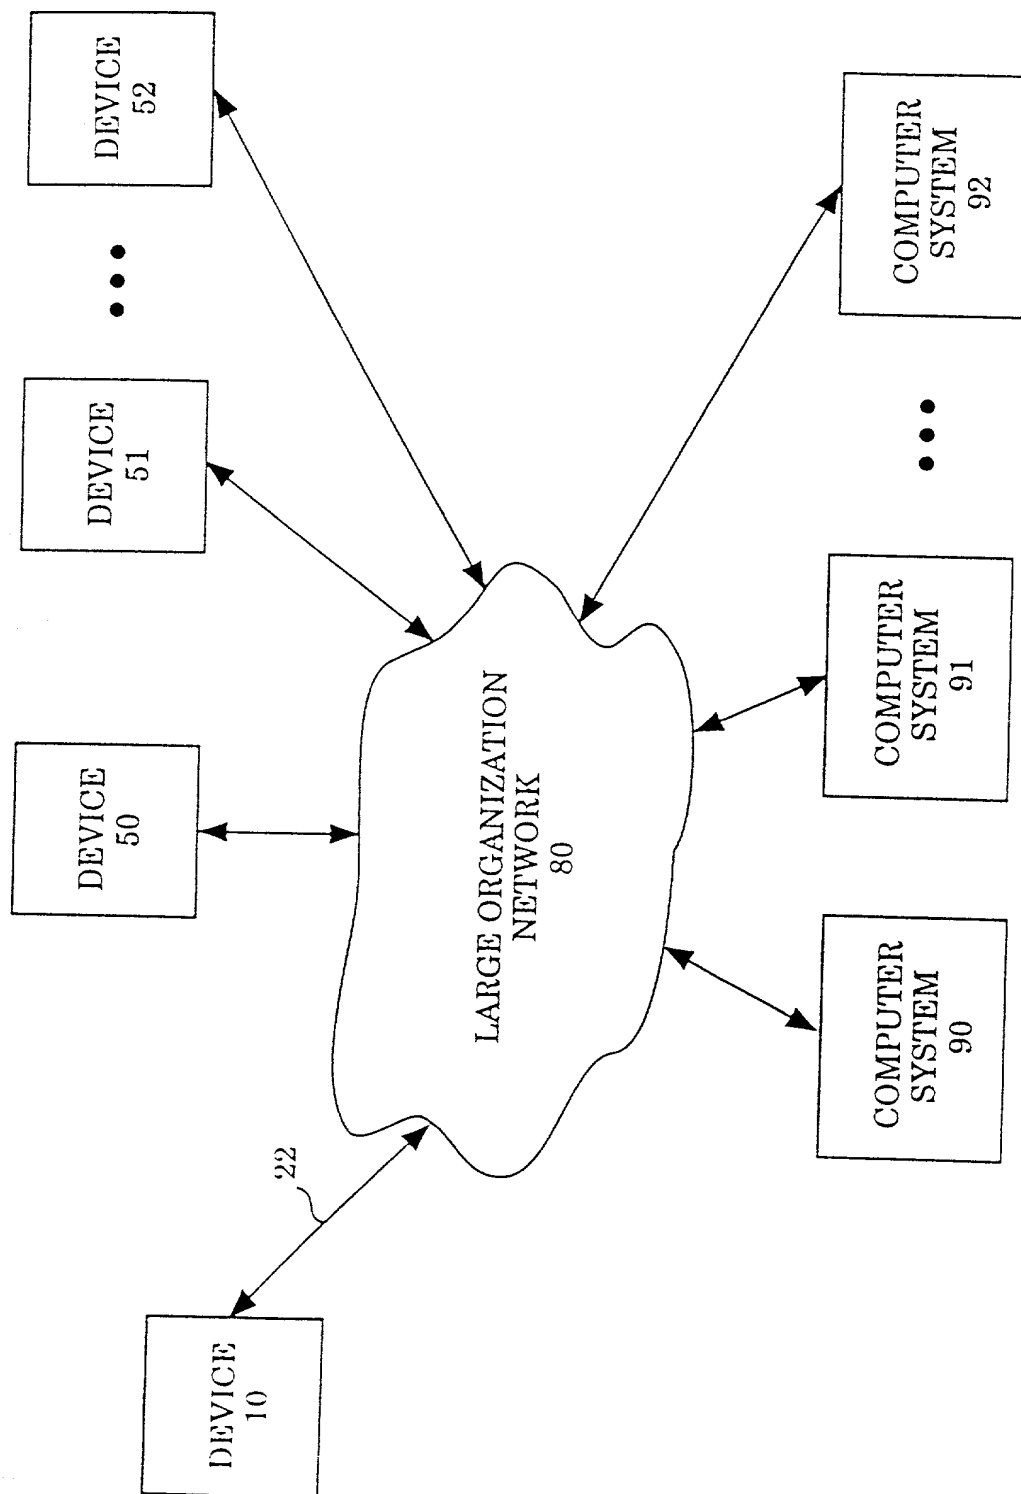 DEVICE
10
22
DEVICE
50
DEVICE
51
DEVICE
52
LARGE ORGANIZATION
NETWORK
80
COMPUTER
SYSTEM
90
COMPUTER
SYSTEM
91
COMPUTER
SYSTEM
92